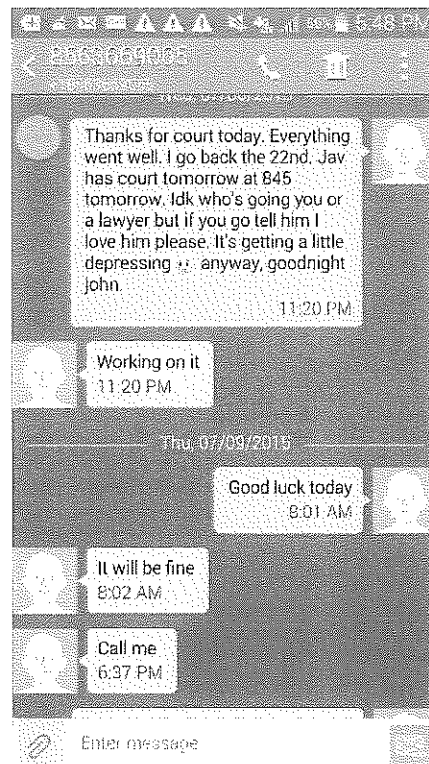 5:48 PM
Thanks for court today. Everything
went well. I go back the 22nd. Jav
has court tomorrow at 845
tomorrow. Idk who's going you or
a lawyer but if you go tell him I
love him please. It's getting a little
depressing anyway, goodnight
john.
11:20 PM
Working on it
11:20 PM
Thu, 07/09/2015
Good luck today
8:01 AM
It will be fine
8:02 AM
Call me
6:37 PM
Enter message